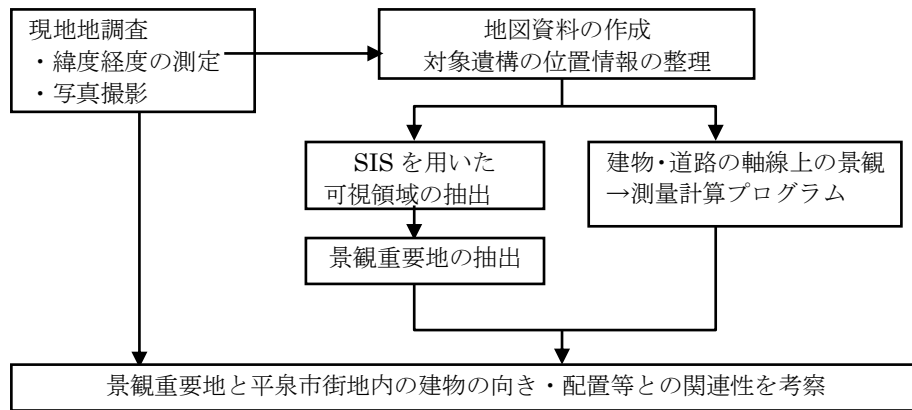 現地地調査
・緯度経度の測定
・写真撮影
地図資料の作成
対象遺構の位置情報の整理
SIS を用いた
可視領域の抽出
建物・道路の軸線上の景観
→測量計算プログラム
景観重要地の抽出
景観重要地と平泉市街地内の建物の向き・配置等との関連性を考察